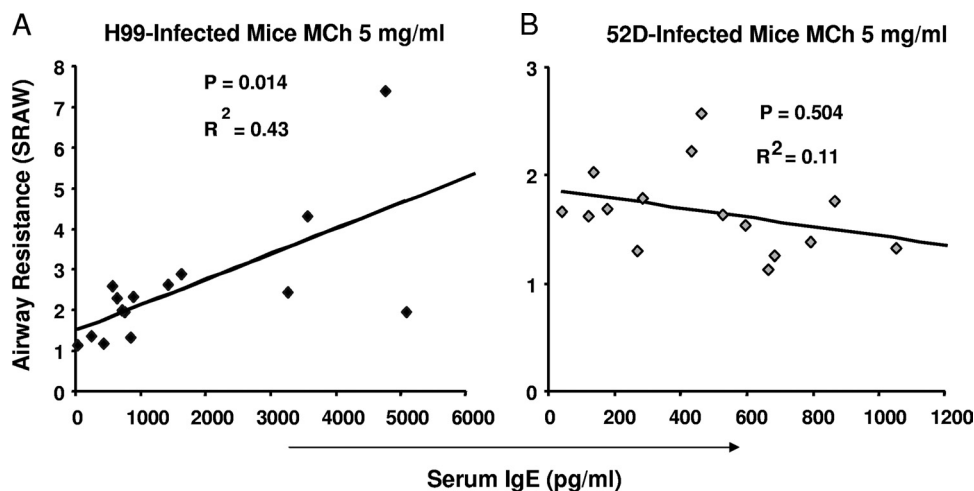 A
H99-Infected Mice MCh 5 mg/ml
Airway Resistance (SRAW)
8
7
6
5
4
3
2
1
0
P = 0.014
R² = 0.43
0 1000 2000 3000 4000 5000 6000
B
52D-Infected Mice MCh 5 mg/ml
3
2
1
0
P = 0.504
R² = 0.11
0 200 400 600 800 1000 1200
Serum IgE (pg/ml)